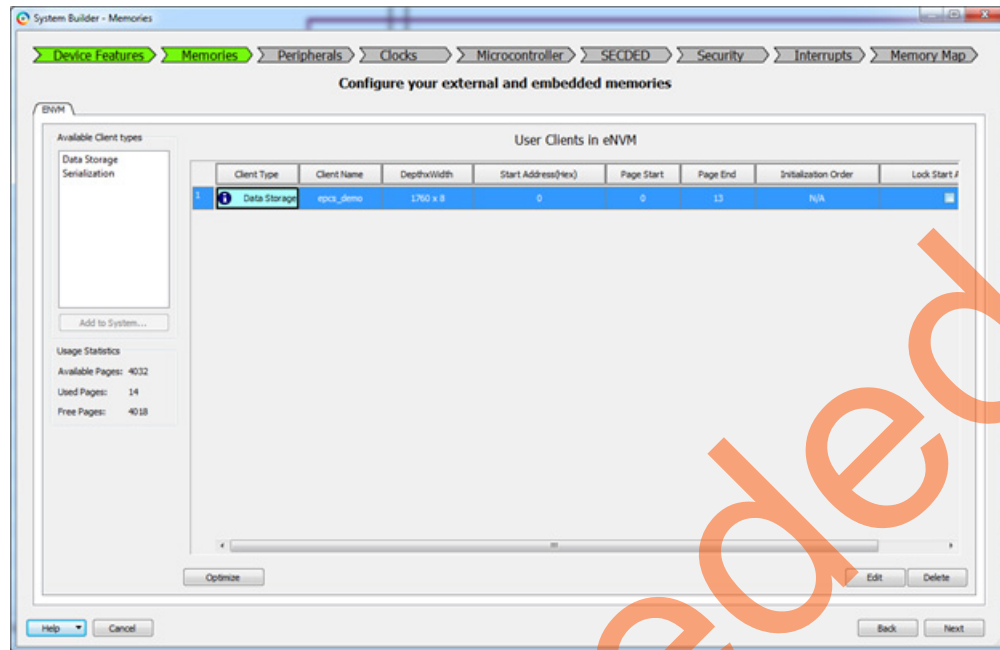 System Builder - Memories
Device Features Memories Peripherals Clocks Microcontroller SECDED Security Interrupts Memory Map
Configure your external and embedded memories
ENVM
Available Client types
Data Storage
Serialization
Add to System...
Usage Statistics
Available Pages: 4032
Used Pages: 14
Free Pages: 4018
User Clients in eNVM
Client Type Client Name DepthxWidth Start Address(Hex) Page Start Page End Initialization Order Lock Start A
1 Data Storage epcs_demo 1760 x 8 0 0 13 N/A
Optimize Edit Delete
Help Cancel Back Next
ded